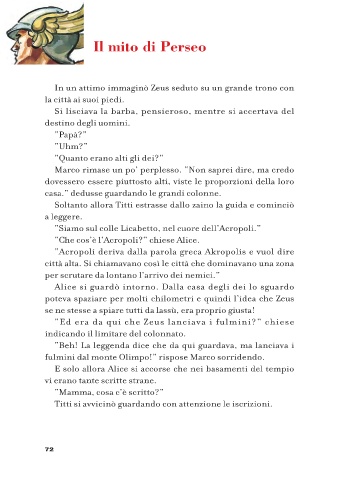 Il mito di Perseo
In un attimo immaginò Zeus seduto su un grande trono con
la città ai suoi piedi.
Si lisciava la barba, pensieroso, mentre si accertava del
destino degli uomini.
"Papà?"
"Uhm?"
"Quanto erano alti gli dei?"
Marco rimase un po' perplesso. "Non saprei dire, ma credo
dovessero essere piuttosto alti, viste le proporzioni della loro
casa." dedusse guardando le grandi colonne.
Soltanto allora Titti estrasse dallo zaino la guida e cominciò
a leggere.
"Siamo sul colle Licabetto, nel cuore dell'Acropoli."
"Che cos'è l'Acropoli?" chiese Alice.
"Acropoli deriva dalla parola greca Akropolis e vuol dire
città alta. Si chiamavano così le città che dominavano una zona
per scrutare da lontano l'arrivo dei nemici."
Alice si guardò intorno. Dalla casa degli dei lo sguardo
poteva spaziare per molti chilometri e quindi l'idea che Zeus
se ne stesse a spiare tutti da lassù, era proprio giusta!
"Ed era da qui che Zeus lanciava i fulmini?" chiese
indicando il limitare del colonnato.
"Beh! La leggenda dice che da qui guardava, ma lanciava i
fulmini dal monte Olimpo!" rispose Marco sorridendo.
E solo allora Alice si accorse che nei basamenti del tempio
vi erano tante scritte strane.
"Mamma, cosa c'è scritto?"
Titti si avvicinò guardando con attenzione le iscrizioni.
72